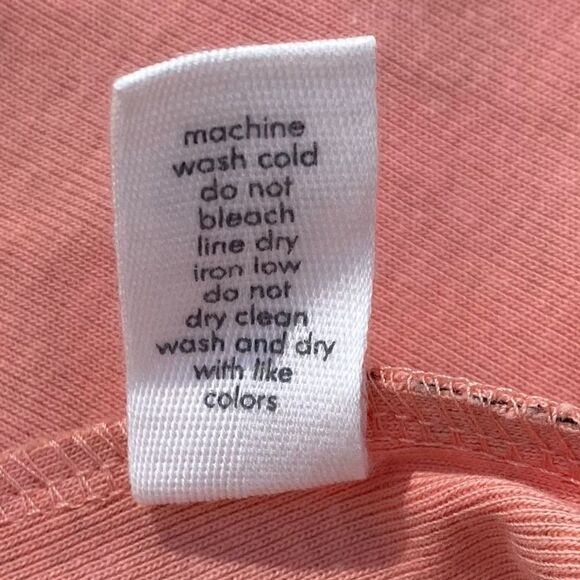 machine
wash cold
do not
bleach
line dry
iron low
do not
dry clean
wash and dry
with like
colors